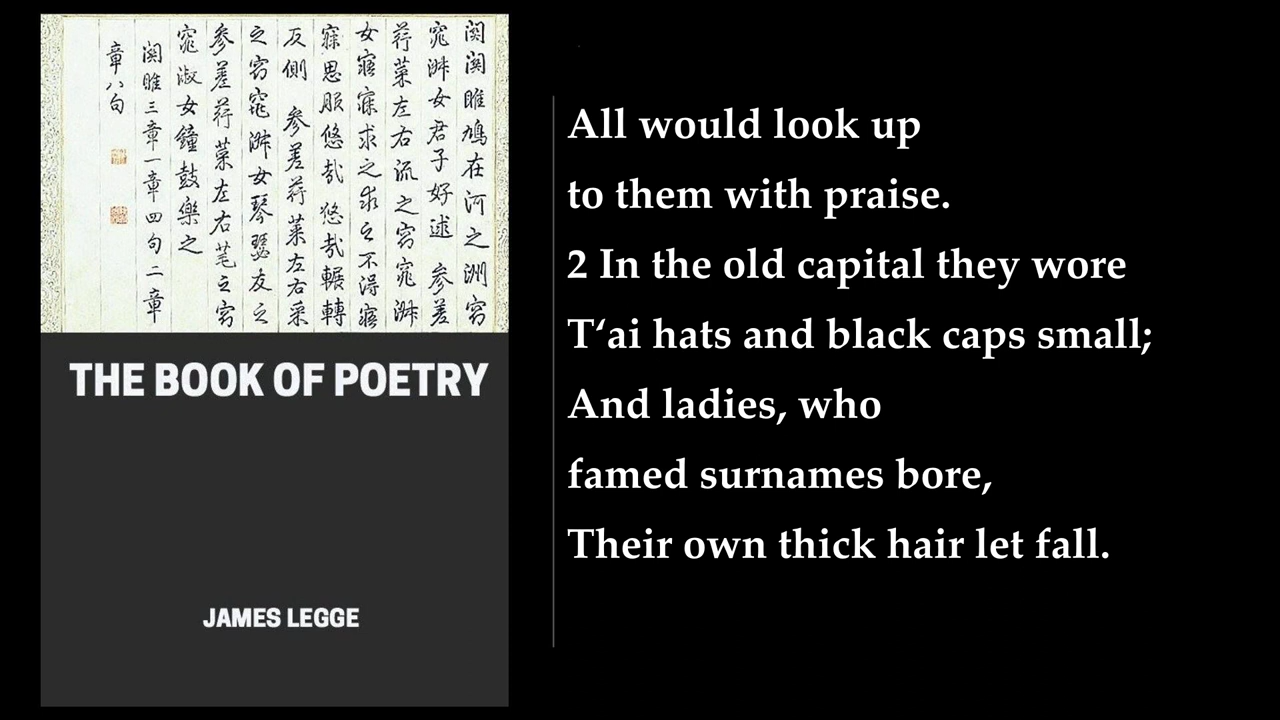 關關雎鳩在河之洲窈
窕淑女君子好逑 參差
荇菜左右流之窈窕淑
女寤寐求之求之不得寤
寐思服悠哉悠哉輾轉
反側 參差荇菜左右采
之窈窕淑女琴瑟友之
參差荇菜左右芼之窈
窕淑女鐘鼓樂之
關雎三章一章四句二章
章八句
THE BOOK OF POETRY
JAMES LEGGE
All would look up
to them with praise.
2 In the old capital they wore
T‘ai hats and black caps small;
And ladies, who
famed surnames bore,
Their own thick hair let fall.